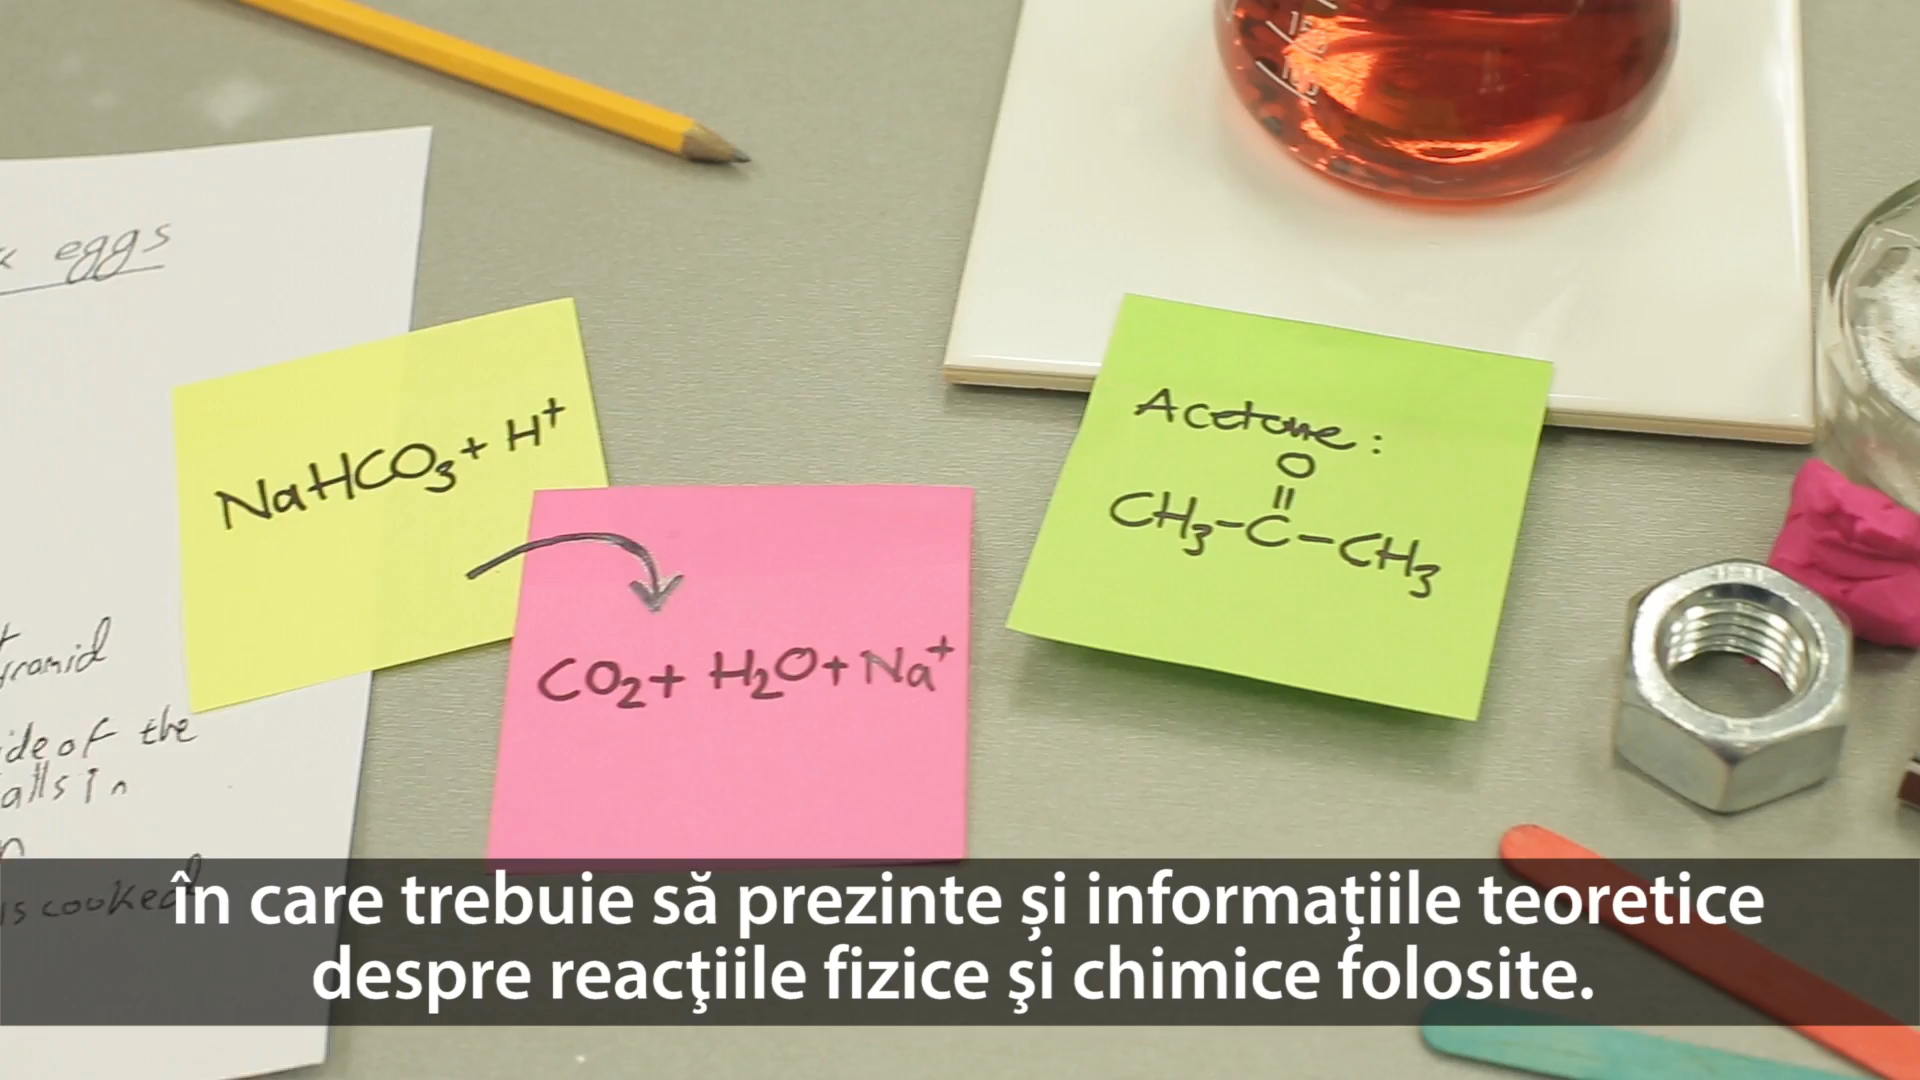 eggs
NaHCO₃ + H⁺
CO₂ + H₂O + Na⁺
Acetone :
O
||
CH₃-C-CH₃
ide of the
alls in
is cooked
în care trebuie să prezinte și informațiile teoretice
despre reacţiile fizice şi chimice folosite.